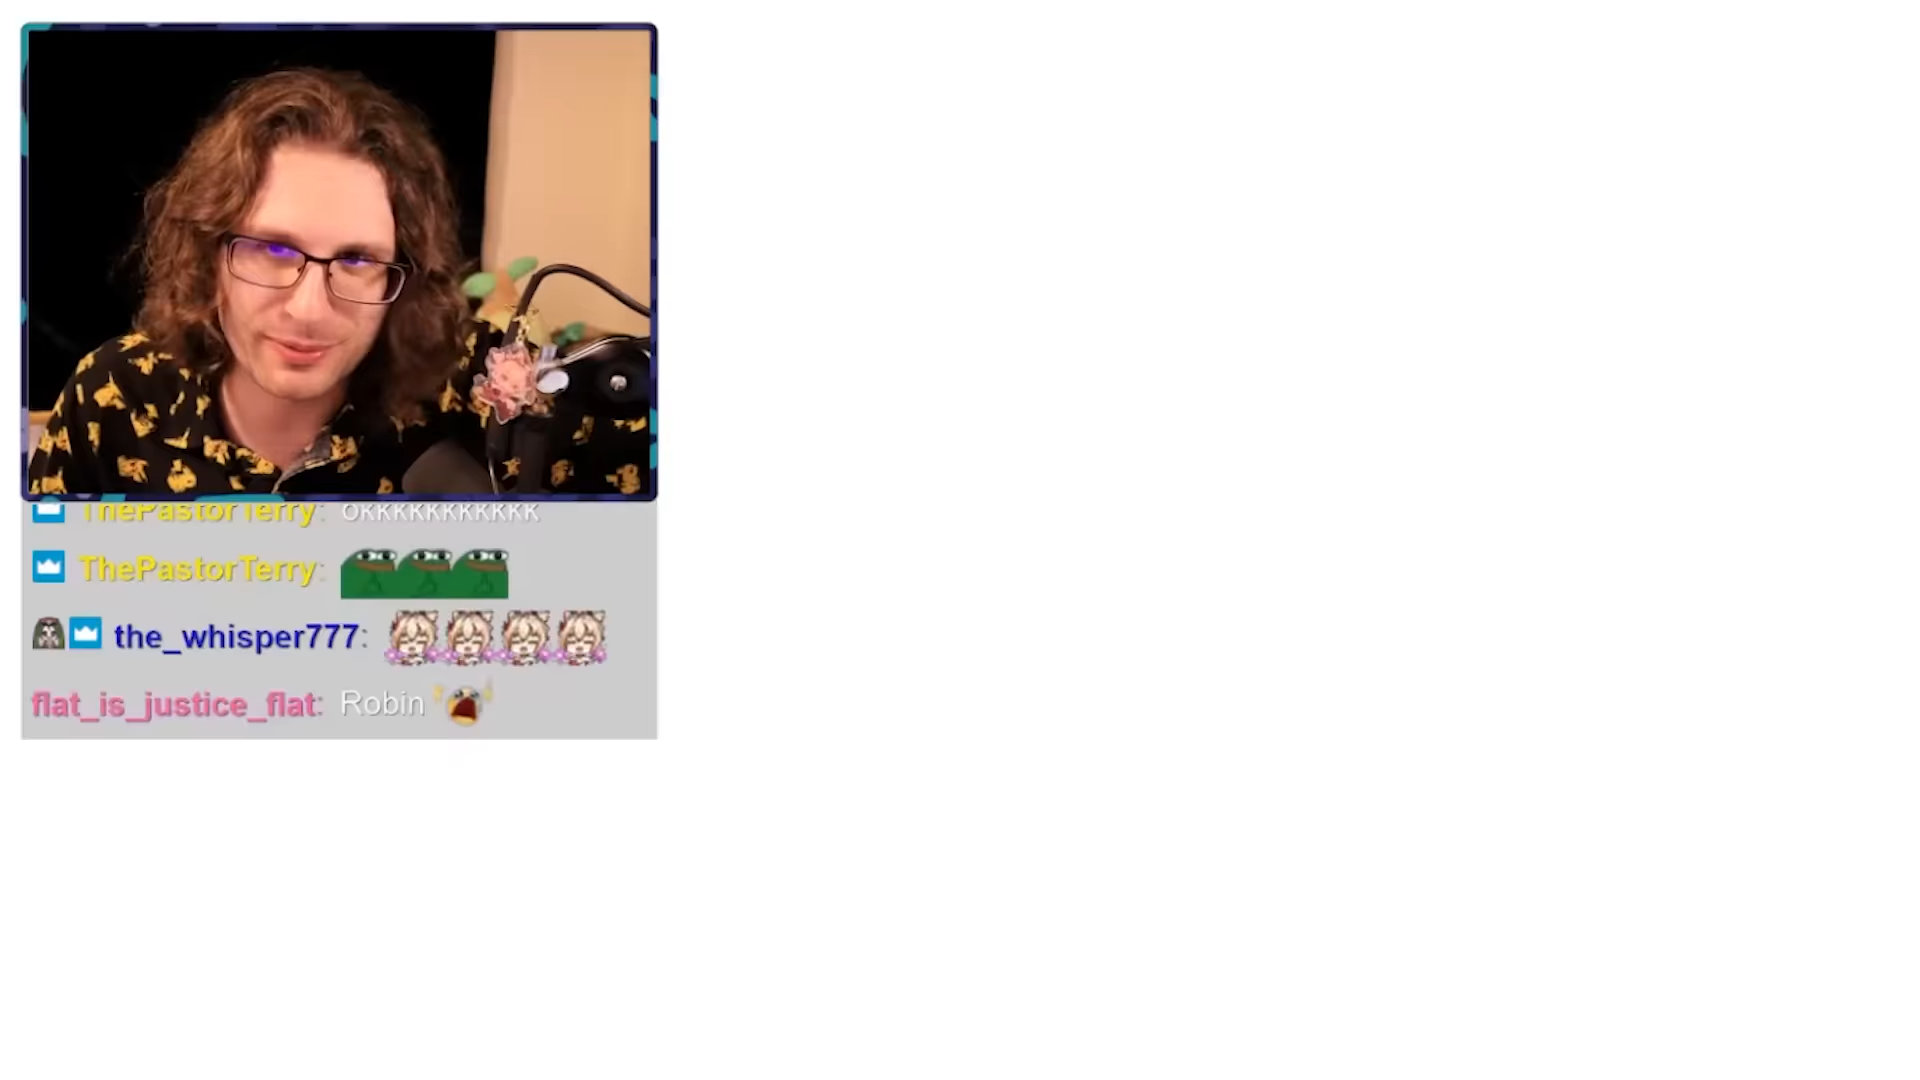 ThePastorTerry: okkkkkkkkkkk
ThePastorTerry:
the_whisper777:
flat_is_justice_flat: Robin